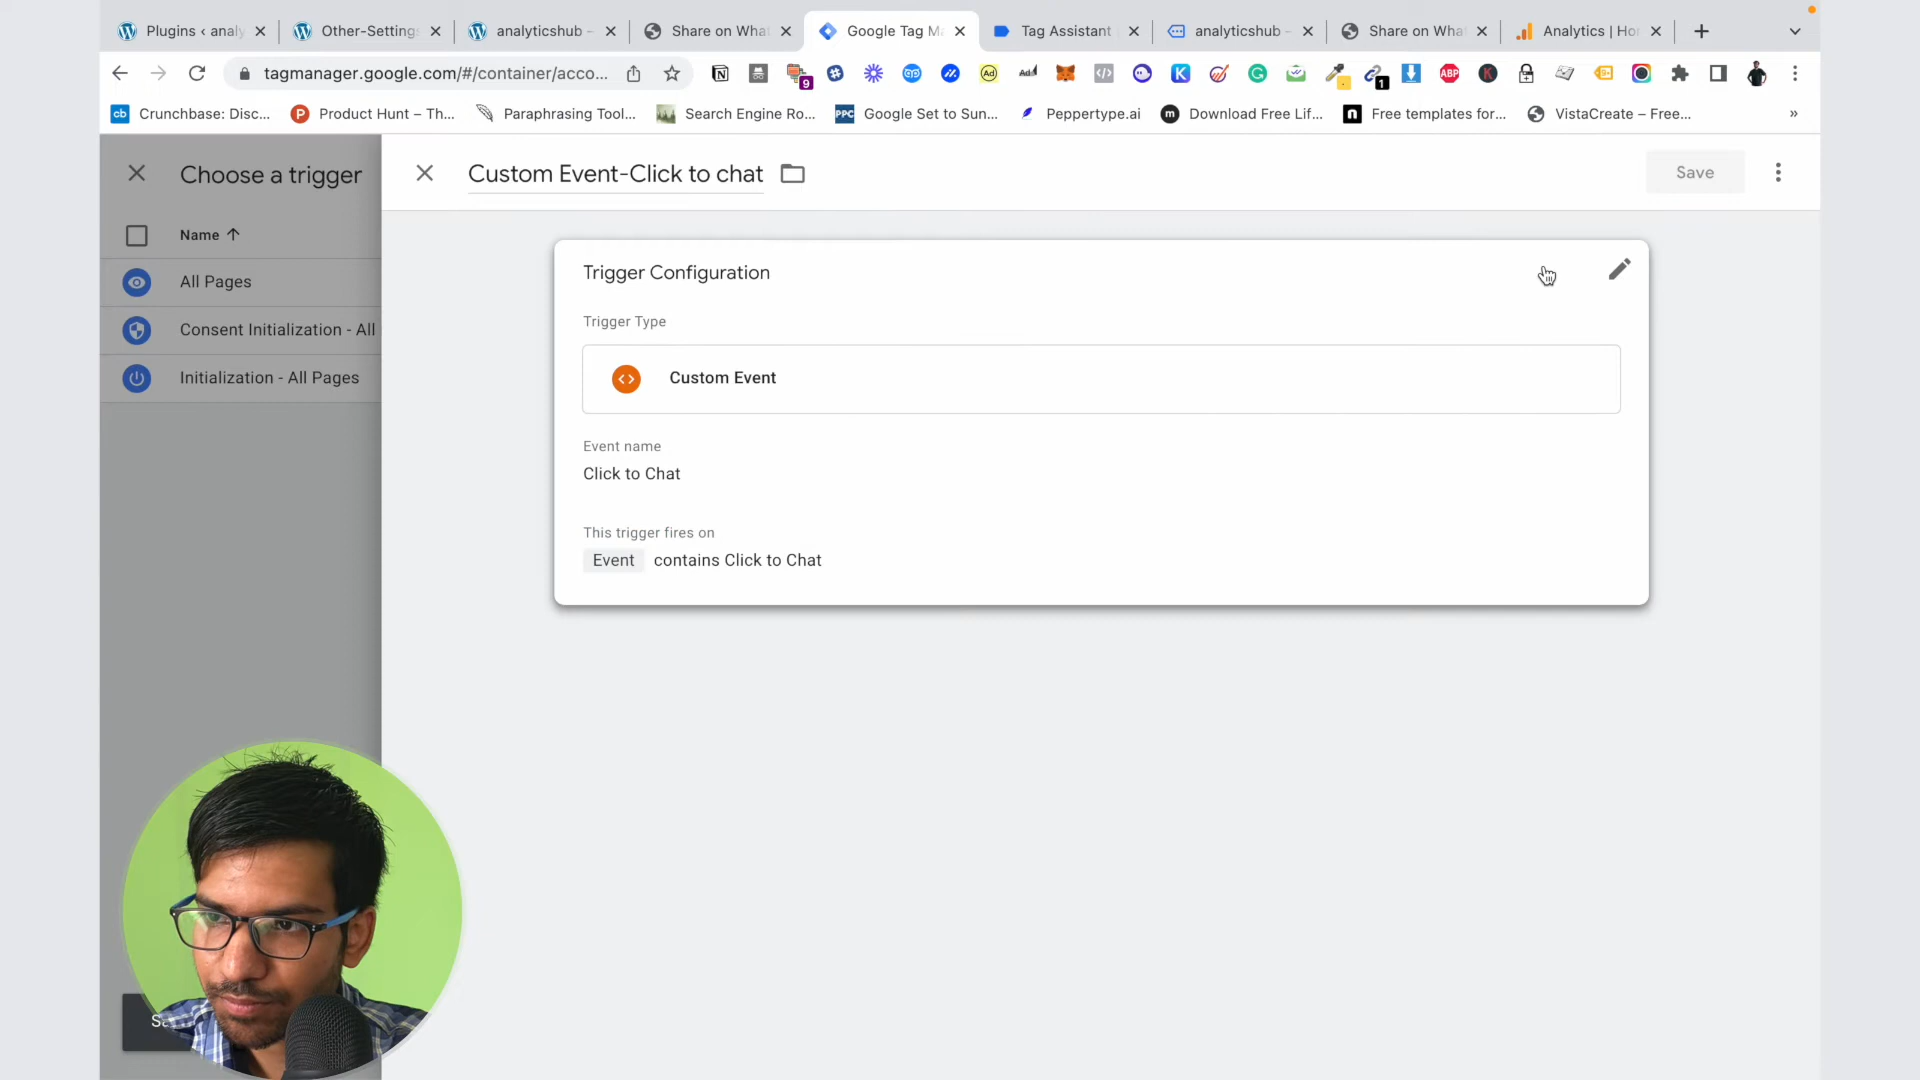 Plugins ‹ analy
Other-Setting
analyticshub –
Share on Wha
Google Tag M
Tag Assistant
analyticshub –
Share on Wha
Analytics | Ho
tagmanager.google.com/#/container/acco...
9
1
ABP
Crunchbase: Disc...
Product Hunt – Th...
Paraphrasing Tool...
Search Engine Ro...
PPC
Google Set to Sun...
Peppertype.ai
Download Free Lif...
Free templates for...
VistaCreate – Free...
»
Choose a trigger
Custom Event-Click to chat
Save
Name
All Pages
Consent Initialization - All
Initialization - All Pages
Trigger Configuration
Trigger Type
Custom Event
Event name
Click to Chat
This trigger fires on
Event contains Click to Chat